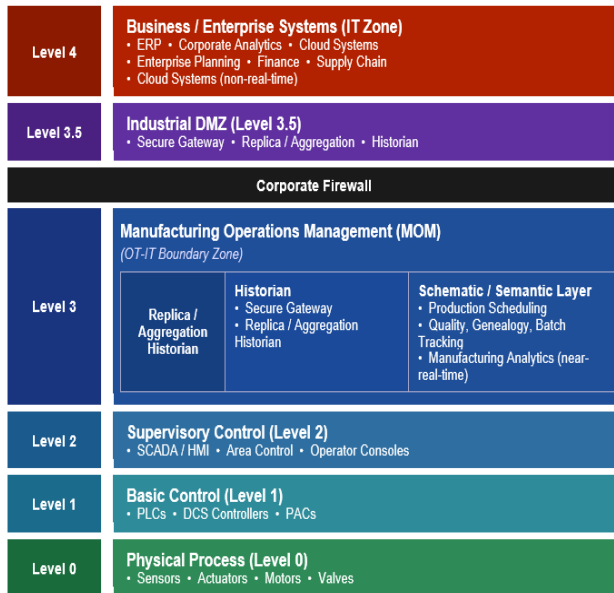 Level 4
Business / Enterprise Systems (IT Zone)
• ERP • Corporate Analytics • Cloud Systems
• Enterprise Planning • Finance • Supply Chain
• Cloud Systems (non-real-time)
Level 3.5
Industrial DMZ (Level 3.5)
• Secure Gateway • Replica / Aggregation • Historian
Corporate Firewall
Level 3
Manufacturing Operations Management (MOM)
(OT-IT Boundary Zone)
Replica /
Aggregation
Historian
Historian
• Secure Gateway
• Replica / Aggregation
Historian
Schematic / Semantic Layer
• Production Scheduling
• Quality, Genealogy, Batch
Tracking
• Manufacturing Analytics (near-
real-time)
Level 2
Supervisory Control (Level 2)
• SCADA / HMI • Area Control • Operator Consoles
Level 1
Basic Control (Level 1)
• PLCs • DCS Controllers • PACs
Level 0
Physical Process (Level 0)
• Sensors • Actuators • Motors • Valves